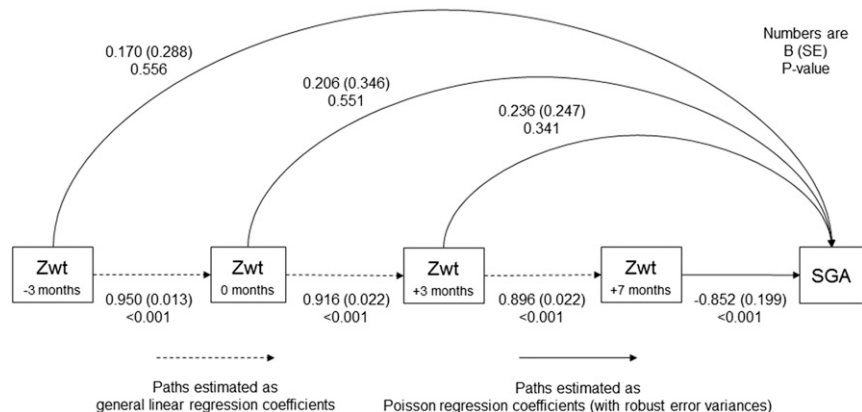 Numbers are
B (SE)
P-value
0.170 (0.288)
0.556
0.206 (0.346)
0.551
0.236 (0.247)
0.341
Zwt
-3 months
Zwt
0 months
Zwt
+3 months
Zwt
+7 months
SGA
0.950 (0.013)
<0.001
0.916 (0.022)
<0.001
0.896 (0.022)
<0.001
-0.852 (0.199)
<0.001
Paths estimated as
general linear regression coefficients
Paths estimated as
Poisson regression coefficients (with robust error variances)